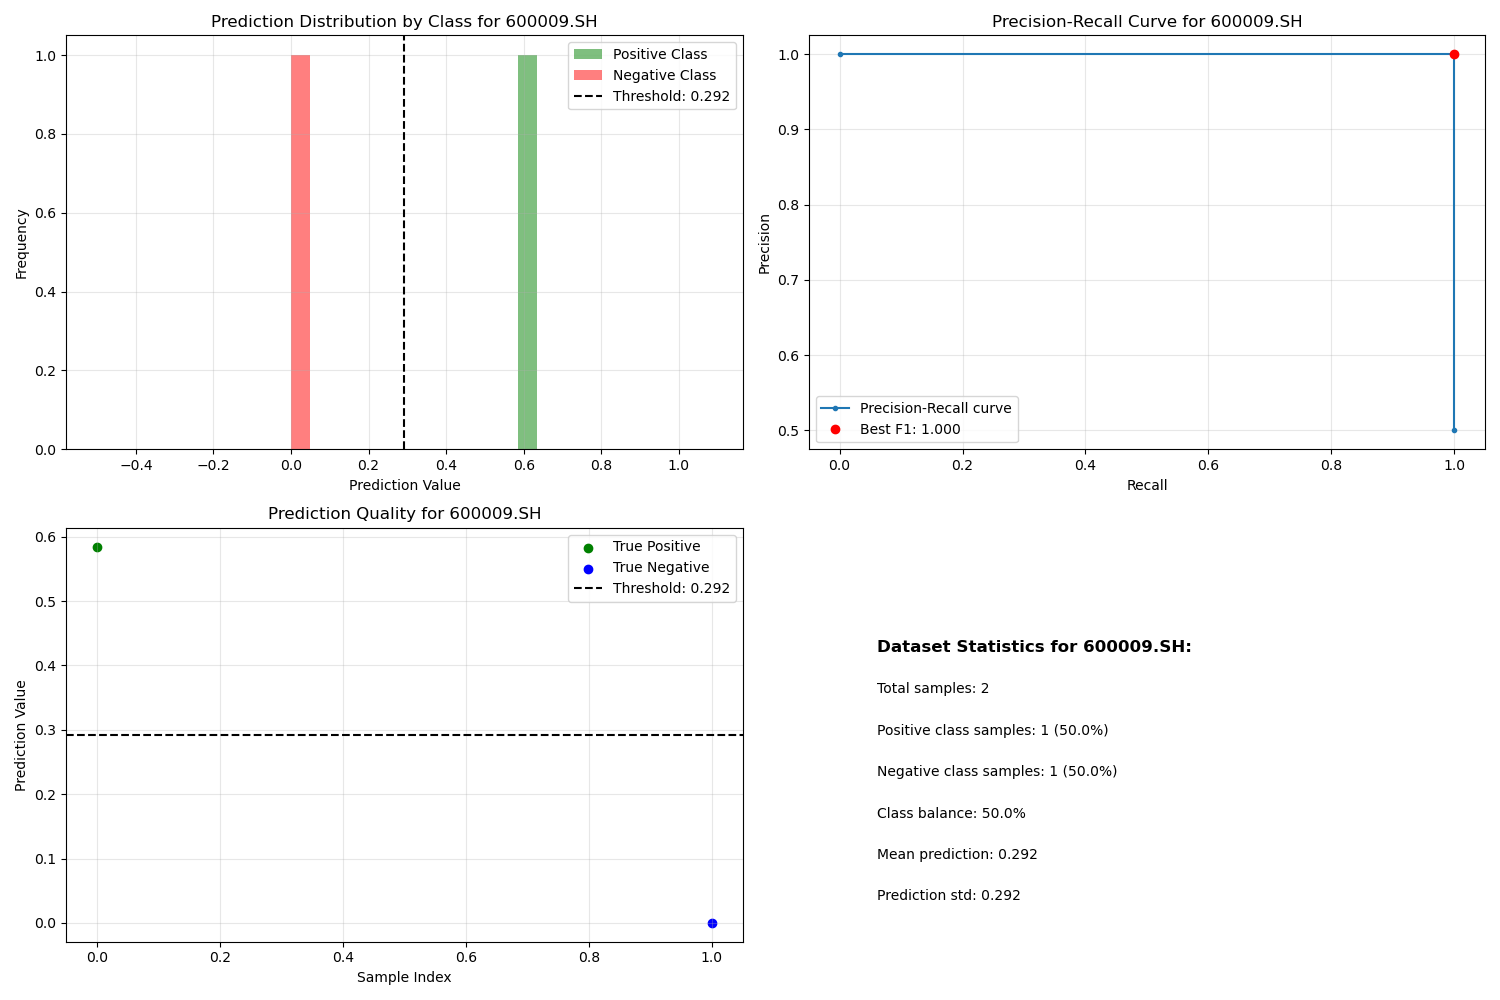 Prediction Distribution by Class for 600009.SH
1.0
0.8
0.6
0.4
0.2
0.0
Frequency
−0.4 −0.2 0.0 0.2 0.4 0.6 0.8 1.0
Prediction Value
Positive Class
Negative Class
Threshold: 0.292
Precision-Recall Curve for 600009.SH
1.0
0.9
0.8
0.7
0.6
0.5
Precision
0.0 0.2 0.4 0.6 0.8 1.0
Recall
Precision-Recall curve
Best F1: 1.000
Prediction Quality for 600009.SH
0.6
0.5
0.4
0.3
0.2
0.1
0.0
Prediction Value
0.0 0.2 0.4 0.6 0.8 1.0
Sample Index
True Positive
True Negative
Threshold: 0.292
Dataset Statistics for 600009.SH:
Total samples: 2
Positive class samples: 1 (50.0%)
Negative class samples: 1 (50.0%)
Class balance: 50.0%
Mean prediction: 0.292
Prediction std: 0.292